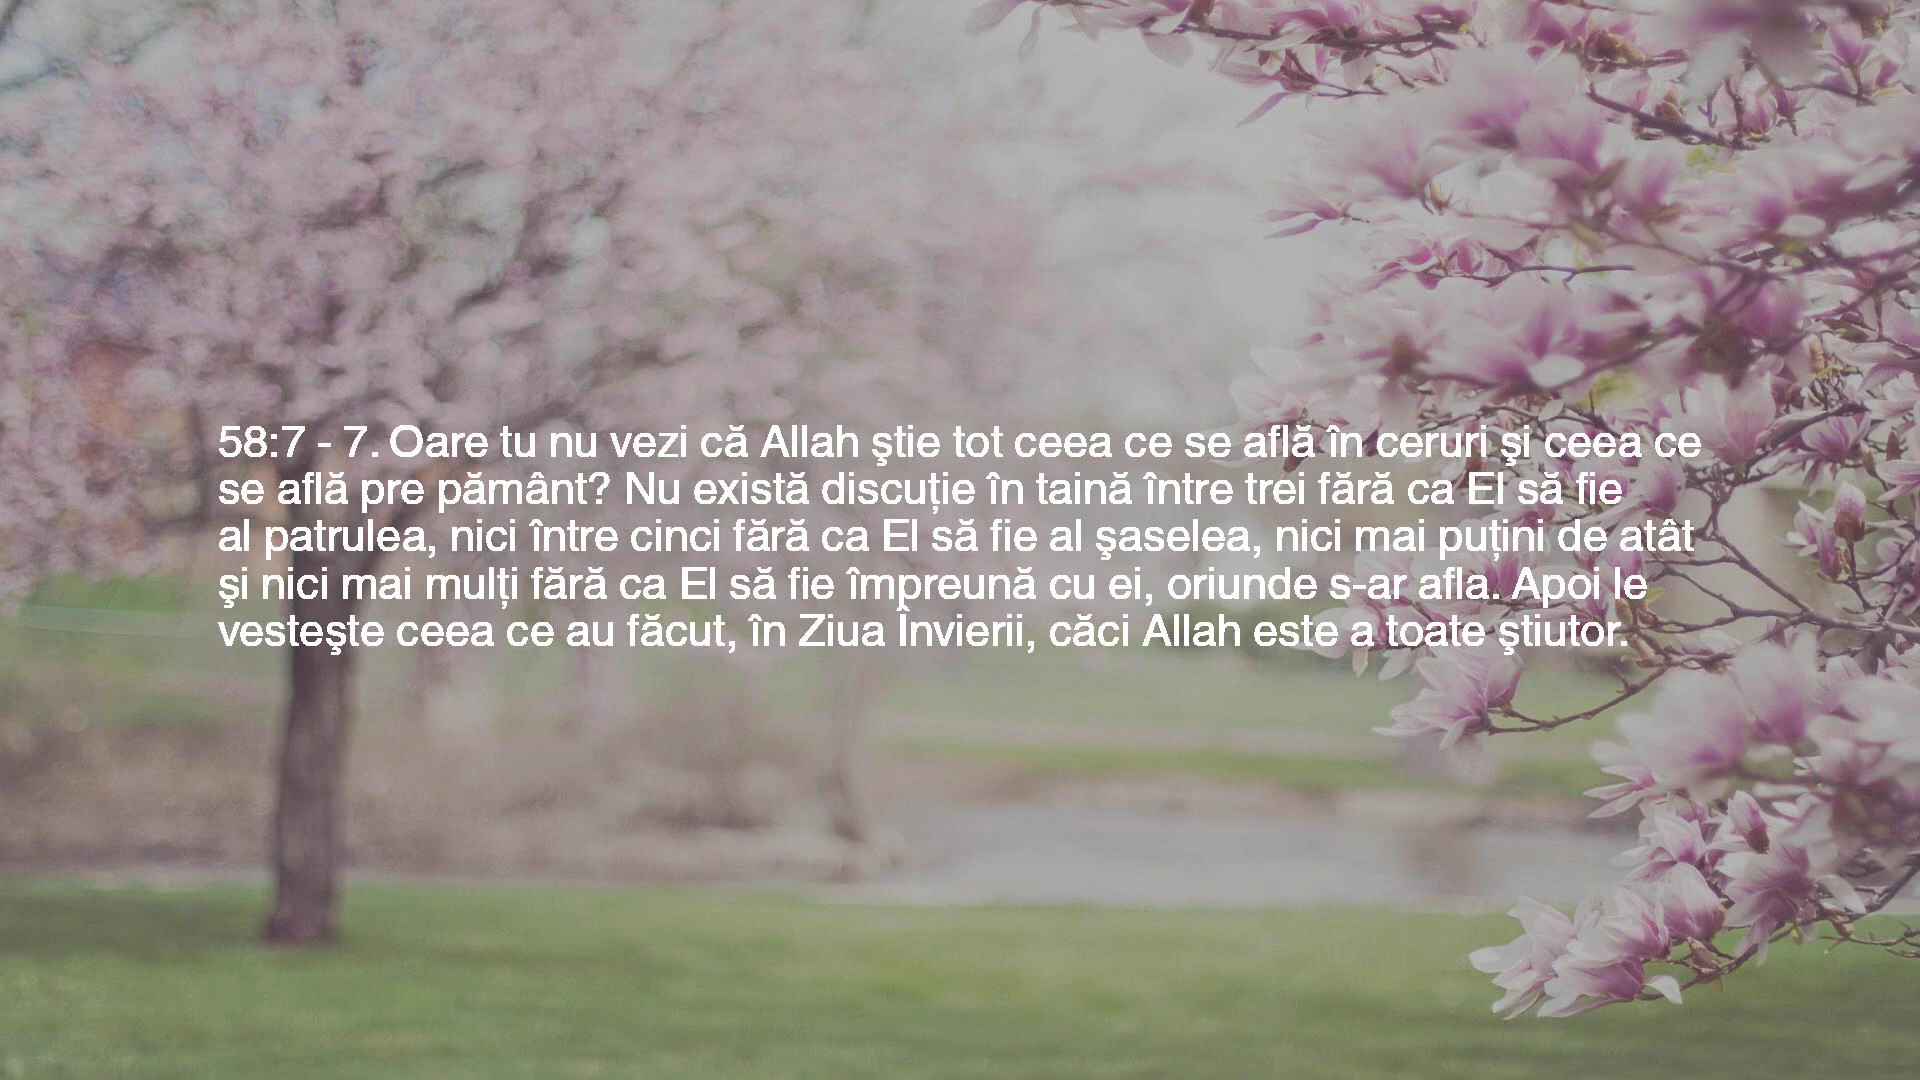 58:7 - 7. Oare tu nu vezi că Allah ştie tot ceea ce se află în ceruri şi ceea ce
se află pre pământ? Nu există discuţie în taină între trei fără ca El să fie
al patrulea, nici între cinci fără ca El să fie al şaselea, nici mai puţini de atât
şi nici mai mulţi fără ca El să fie împreună cu ei, oriunde s-ar afla. Apoi le
vesteşte ceea ce au făcut, în Ziua Învierii, căci Allah este a toate ştiutor.